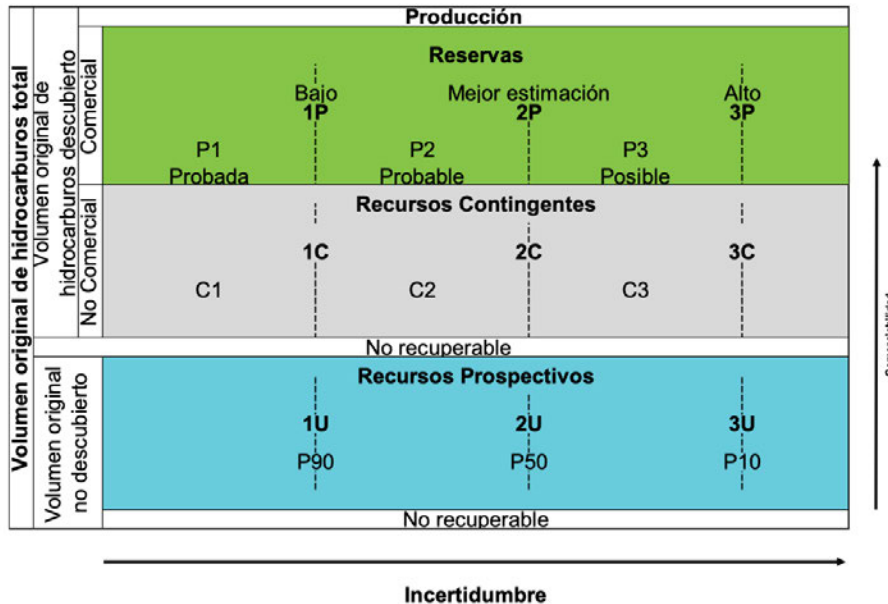 Producción
Volumen original de hidrocarburos total
Volumen original de
hidrocarburos descubierto
Comercial
Reservas
Bajo
Mejor estimación
Alto
1P
2P
3P
P1
P2
P3
Probada
Probable
Posible
No Comercial
Recursos Contingentes
1C
2C
3C
C1
C2
C3
No recuperable
Volumen original
no descubierto
Recursos Prospectivos
1U
2U
3U
P90
P50
P10
No recuperable
Incertidumbre